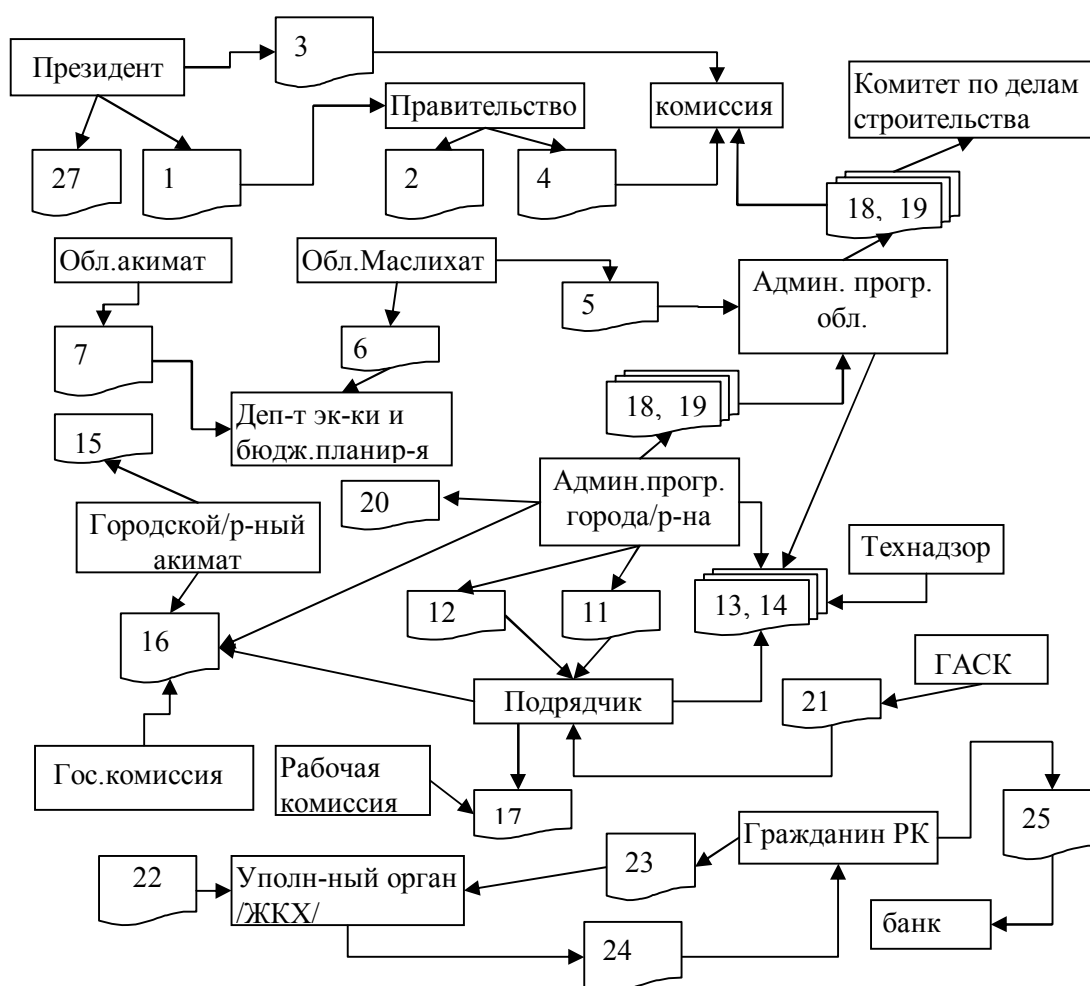 3
Президент
Правительство
комиссия
Комитет по делам
строительства
27
1
2
4
18, 19
Обл.акимат
Обл.Маслихат
5
Админ. прогр.
обл.
7
6
18, 19
Деп-т эк-ки и
бюдж.планир-я
15
20
Админ.прогр.
города/р-на
Городской/р-ный
акимат
Технадзор
12
11
13, 14
16
Подрядчик
21
ГАСК
Гос.комиссия
Рабочая
комиссия
17
Гражданин РК
25
22
Уполн-ный орган
/ЖКХ/
23
банк
24